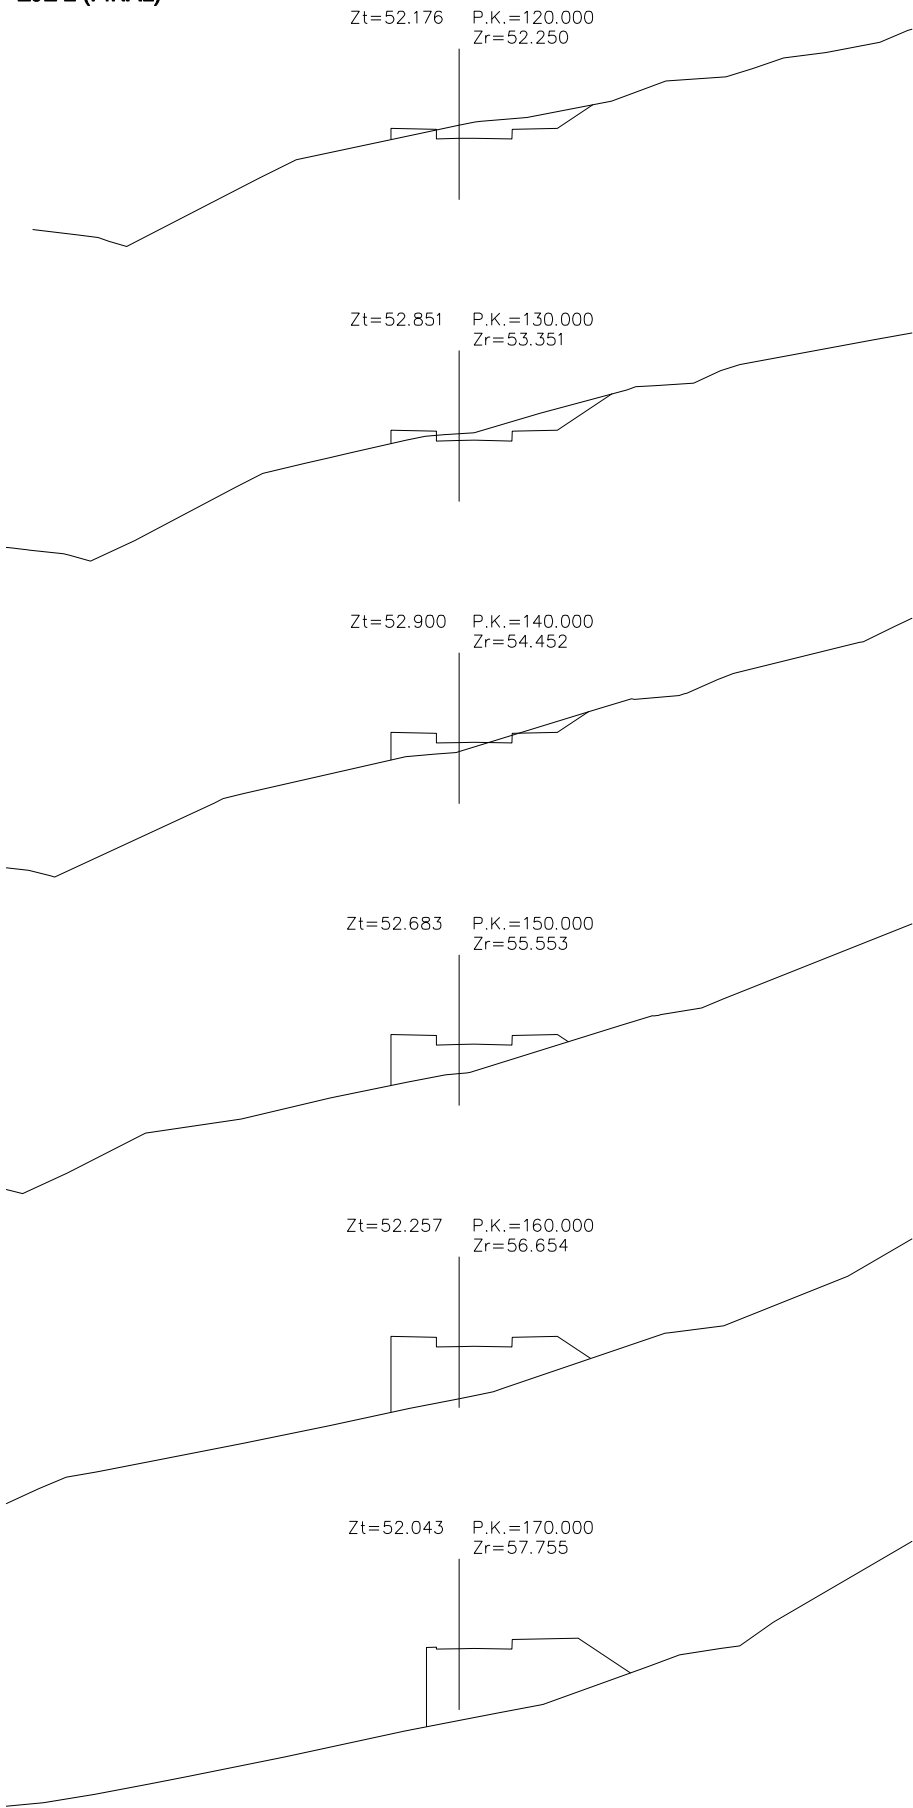 Zt=52.176 P.K.=120.000
Zr=52.250
Zt=52.851 P.K.=130.000
Zr=53.351
Zt=52.900 P.K.=140.000
Zr=54.452
Zt=52.683 P.K.=150.000
Zr=55.553
Zt=52.257 P.K.=160.000
Zr=56.654
Zt=52.043 P.K.=170.000
Zr=57.755